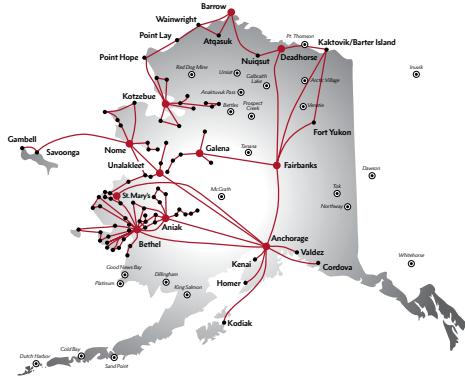 Barrow
Wainwright
Point Lay
Atqasuk
Pt. Thomson
Kaktovik/Barter Island
Deadhorse
Nuiqsut
Point Hope
Red Dog Mine
Umiat
Galbraith
Lake
Arctic Village
Inuvik
Anaktuvuk Pass
Kotzebue
Bettles
Prospect
Creek
Venetie
Fort Yukon
Gambell
Savoonga
Nome
Unalakleet
Galena
Tanana
Fairbanks
Dawson
St. Mary's
McGrath
Tok
Northway
Aniak
Bethel
Anchorage
Valdez
Kenai
Cordova
Whitehorse
Good News Bay
Platinum
Dillingham
King Salmon
Homer
Kodiak
Cold Bay
Dutch Harbor
Sand Point